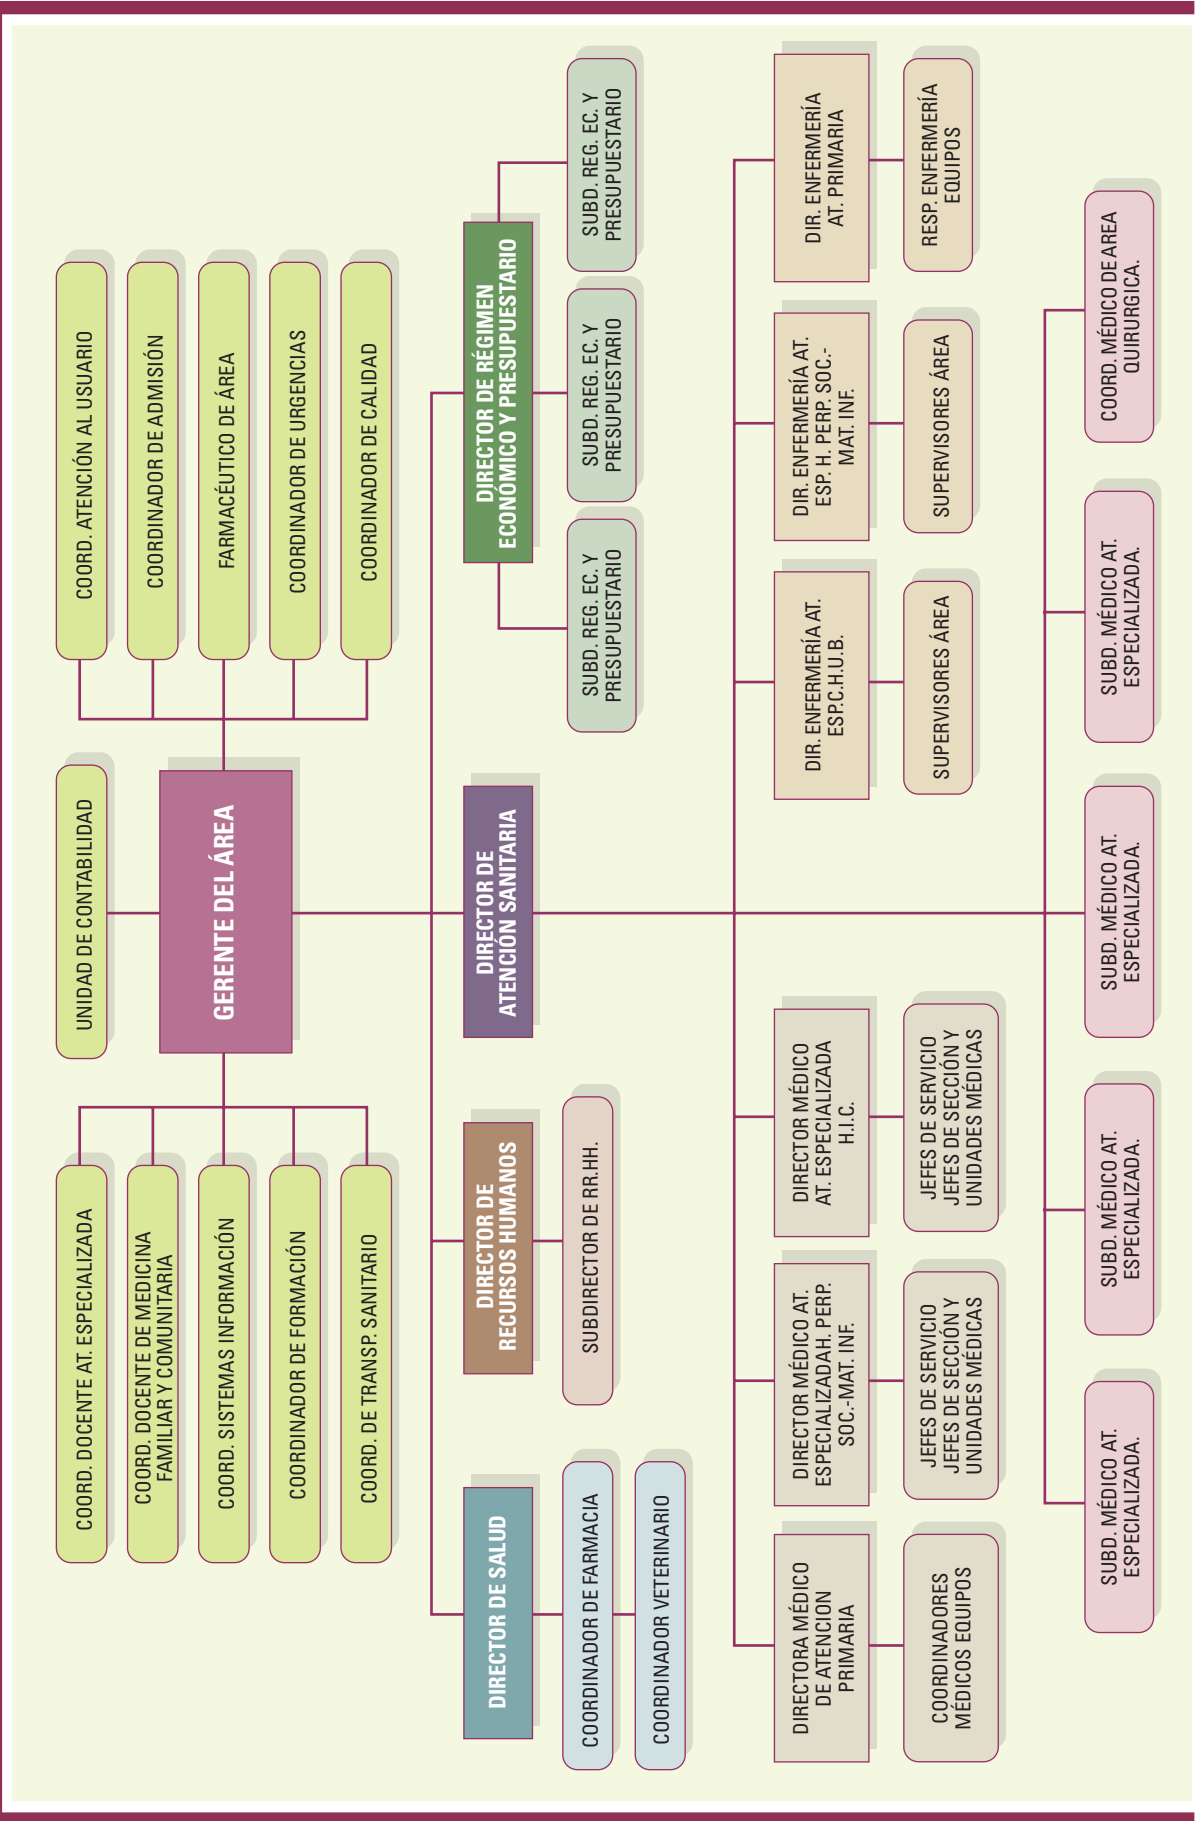 UNIDAD DE CONTABILIDAD
GERENTE DEL ÁREA
COORD. DOCENTE AT. ESPECIALIZADA
COORD. DOCENTE DE MEDICINA
FAMILIAR Y COMUNITARIA
COORD. SISTEMAS INFORMACIÓN
COORDINADOR DE FORMACIÓN
COORD. DE TRANSP. SANITARIO
COORD. ATENCIÓN AL USUARIO
COORDINADOR DE ADMISIÓN
FARMACÉUTICO DE ÁREA
COORDINADOR DE URGENCIAS
COORDINADOR DE CALIDAD
DIRECTOR DE SALUD
COORDINADOR DE FARMACIA
COORDINADOR VETERINARIO
DIRECTOR DE
RECURSOS HUMANOS
SUBDIRECTOR DE RR.HH.
DIRECTOR DE
ATENCIÓN SANITARIA
DIRECTOR DE RÉGIMEN
ECONÓMICO Y PRESUPUESTARIO
SUBD. REG. EC. Y
PRESUPUESTARIO
SUBD. REG. EC. Y
PRESUPUESTARIO
SUBD. REG. EC. Y
PRESUPUESTARIO
DIRECTORA MÉDICO
DE ATENCION
PRIMARIA
COORDINADORES
MÉDICOS EQUIPOS
DIRECTOR MÉDICO AT.
ESPECIALIZADAH. PERP.
SOC.-MAT. INF.
JEFES DE SERVICIO
JEFES DE SECCIÓN Y
UNIDADES MÉDICAS
DIRECTOR MÉDICO
AT. ESPECIALIZADA
H.I.C.
JEFES DE SERVICIO
JEFES DE SECCIÓN Y
UNIDADES MÉDICAS
DIR. ENFERMERÍA AT.
ESP.C.H.U.B.
SUPERVISORES ÁREA
DIR. ENFERMERÍA AT.
ESP. H. PERP. SOC.-
MAT. INF.
SUPERVISORES ÁREA
DIR. ENFERMERÍA
AT. PRIMARIA
RESP. ENFERMERÍA
EQUIPOS
SUBD. MÉDICO AT.
ESPECIALIZADA.
SUBD. MÉDICO AT.
ESPECIALIZADA.
SUBD. MÉDICO AT.
ESPECIALIZADA.
SUBD. MÉDICO AT.
ESPECIALIZADA.
COORD. MÉDICO DE AREA
QUIRURGICA.